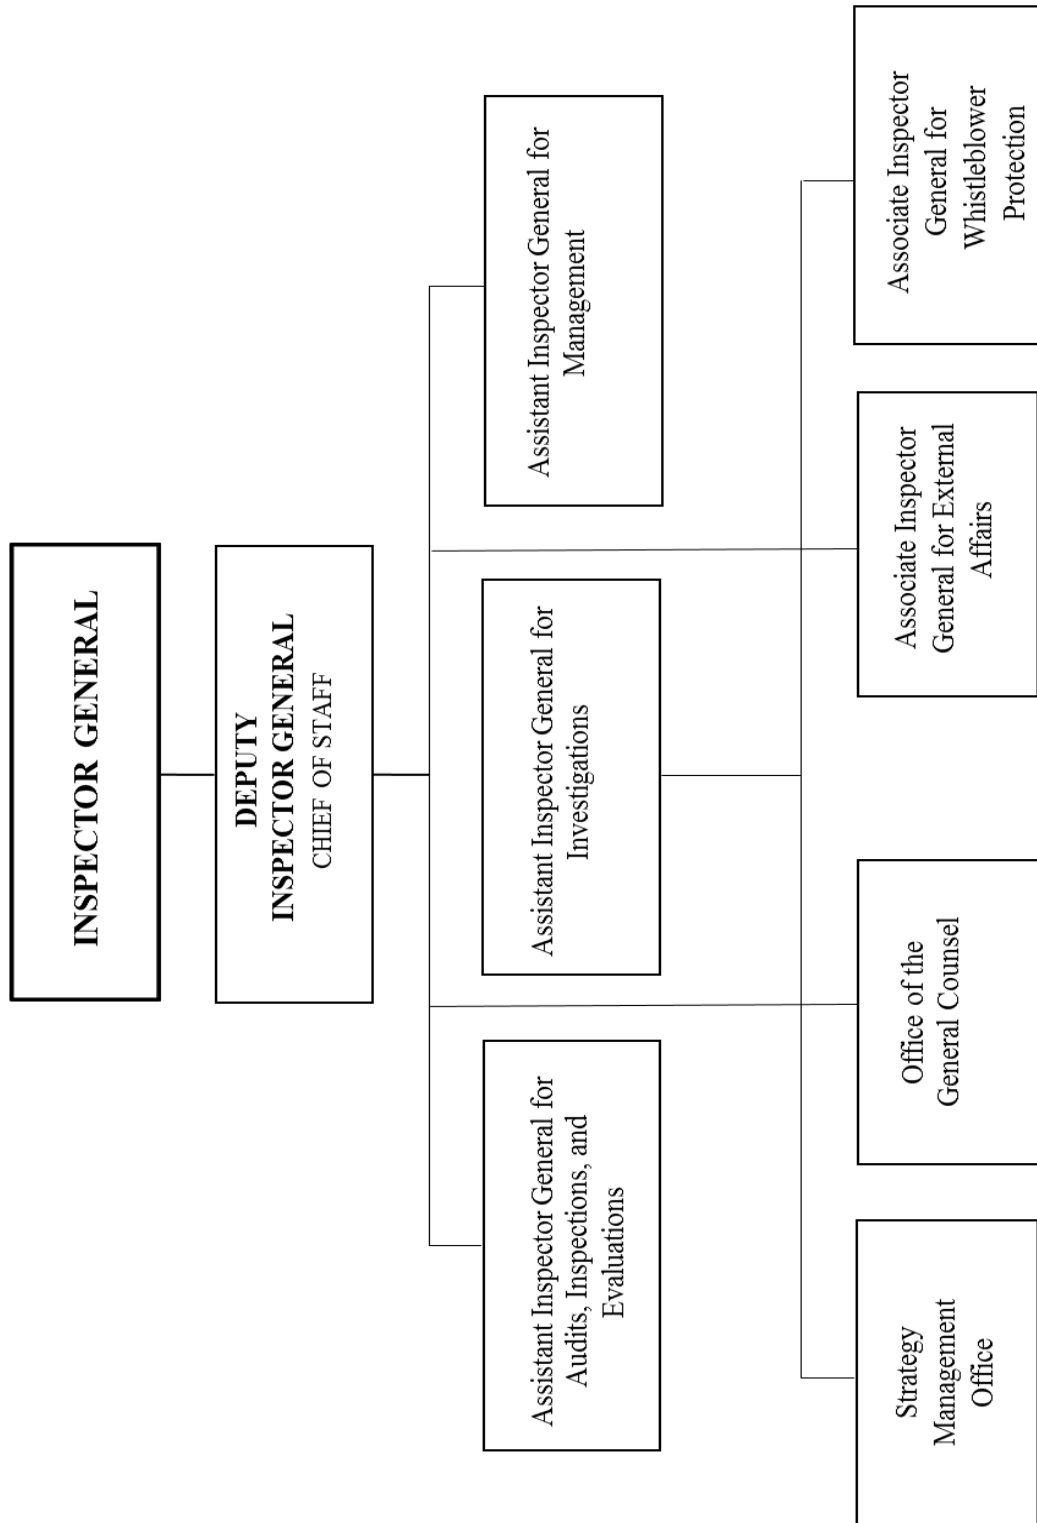 INSPECTOR GENERAL
DEPUTY
INSPECTOR GENERAL
CHIEF OF STAFF
Assistant Inspector General for
Audits, Inspections, and
Evaluations
Assistant Inspector General for
Investigations
Assistant Inspector General for
Management
Strategy
Management
Office
Office of the
General Counsel
Associate Inspector
General for External
Affairs
Associate Inspector
General for
Whistleblower
Protection